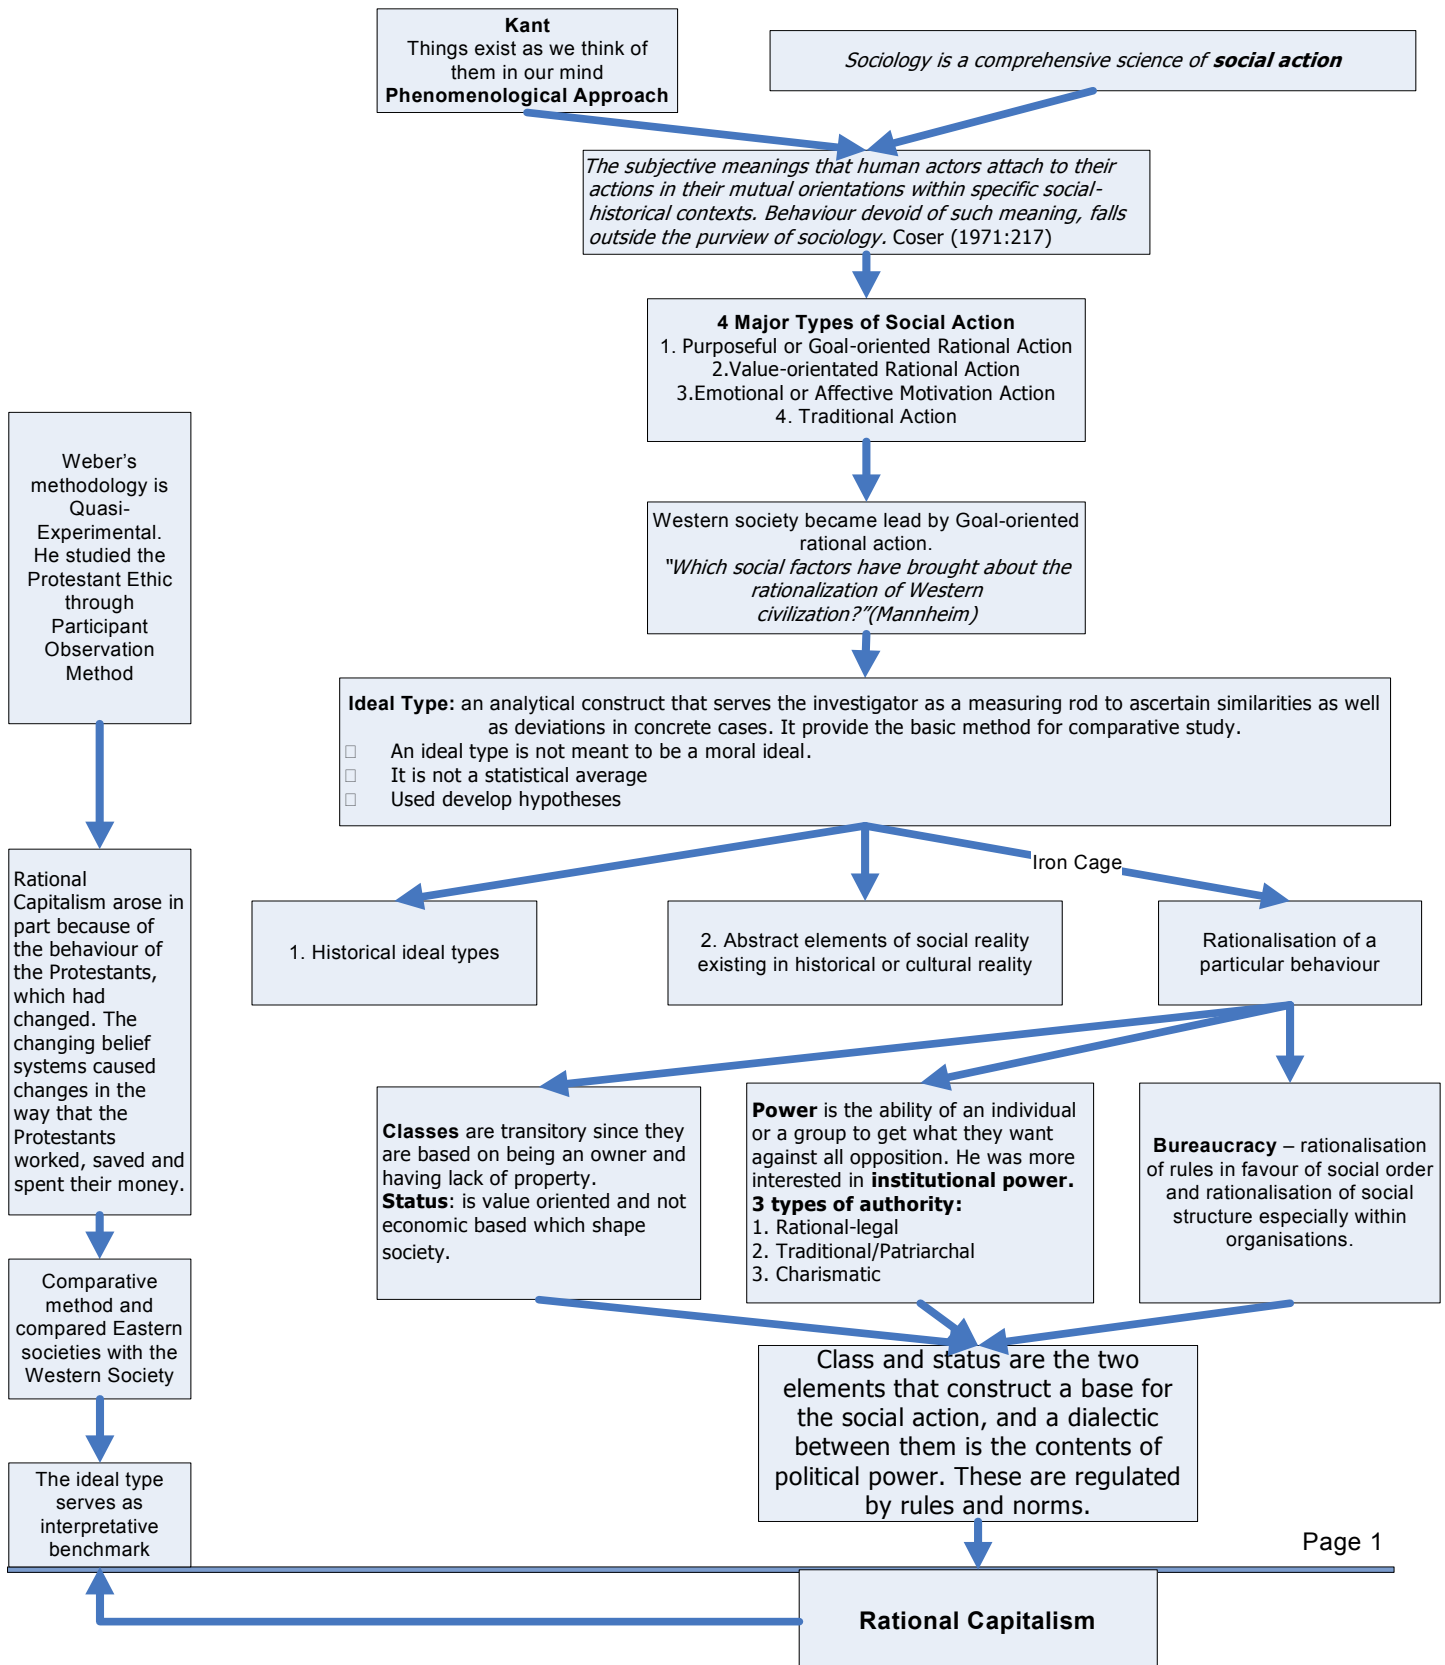 Kant
Things exist as we think of
them in our mind
Phenomenological Approach
Sociology is a comprehensive science of social action
The subjective meanings that human actors attach to their
actions in their mutual orientations within specific social-
historical contexts. Behaviour devoid of such meaning, falls
outside the purview of sociology. Coser (1971:217)
4 Major Types of Social Action
1. Purposeful or Goal-oriented Rational Action
2.Value-orientated Rational Action
3.Emotional or Affective Motivation Action
4. Traditional Action
Western society became lead by Goal-oriented
rational action.
"Which social factors have brought about the
rationalization of Western
civilization?"(Mannheim)
Ideal Type: an analytical construct that serves the investigator as a measuring rod to ascertain similarities as well
as deviations in concrete cases. It provide the basic method for comparative study.
An ideal type is not meant to be a moral ideal.
It is not a statistical average
Used develop hypotheses
Iron Cage
1. Historical ideal types
2. Abstract elements of social reality
existing in historical or cultural reality
Rationalisation of a
particular behaviour
Classes are transitory since they
are based on being an owner and
having lack of property.
Status: is value oriented and not
economic based which shape
society.
Power is the ability of an individual
or a group to get what they want
against all opposition. He was more
interested in institutional power.
3 types of authority:
1. Rational-legal
2. Traditional/Patriarchal
3. Charismatic
Bureaucracy – rationalisation
of rules in favour of social order
and rationalisation of social
structure especially within
organisations.
Class and status are the two
elements that construct a base for
the social action, and a dialectic
between them is the contents of
political power. These are regulated
by rules and norms.
Rational Capitalism
Weber's
methodology is
Quasi-
Experimental.
He studied the
Protestant Ethic
through
Participant
Observation
Method
Rational
Capitalism arose in
part because of
the behaviour of
the Protestants,
which had
changed. The
changing belief
systems caused
changes in the
way that the
Protestants
worked, saved and
spent their money.
Comparative
method and
compared Eastern
societies with the
Western Society
The ideal type
serves as
interpretative
benchmark
Page 1